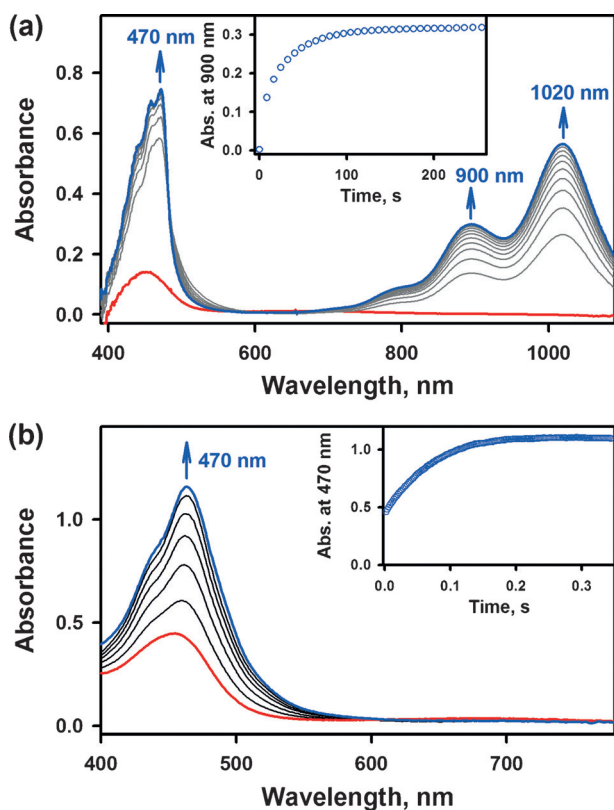 (a)
470 nm
Abs. at 900 nm
0.3
0.2
0.1
0.0
0 100 200
Time, s
1020 nm
900 nm
Absorbance
0.8
0.6
0.4
0.2
0.0
400 600 800 1000
Wavelength, nm
(b)
470 nm
Abs. at 470 nm
1.0
0.5
0.0
0.0 0.1 0.2 0.3
Time, s
Absorbance
1.0
0.5
0.0
400 500 600 700
Wavelength, nm